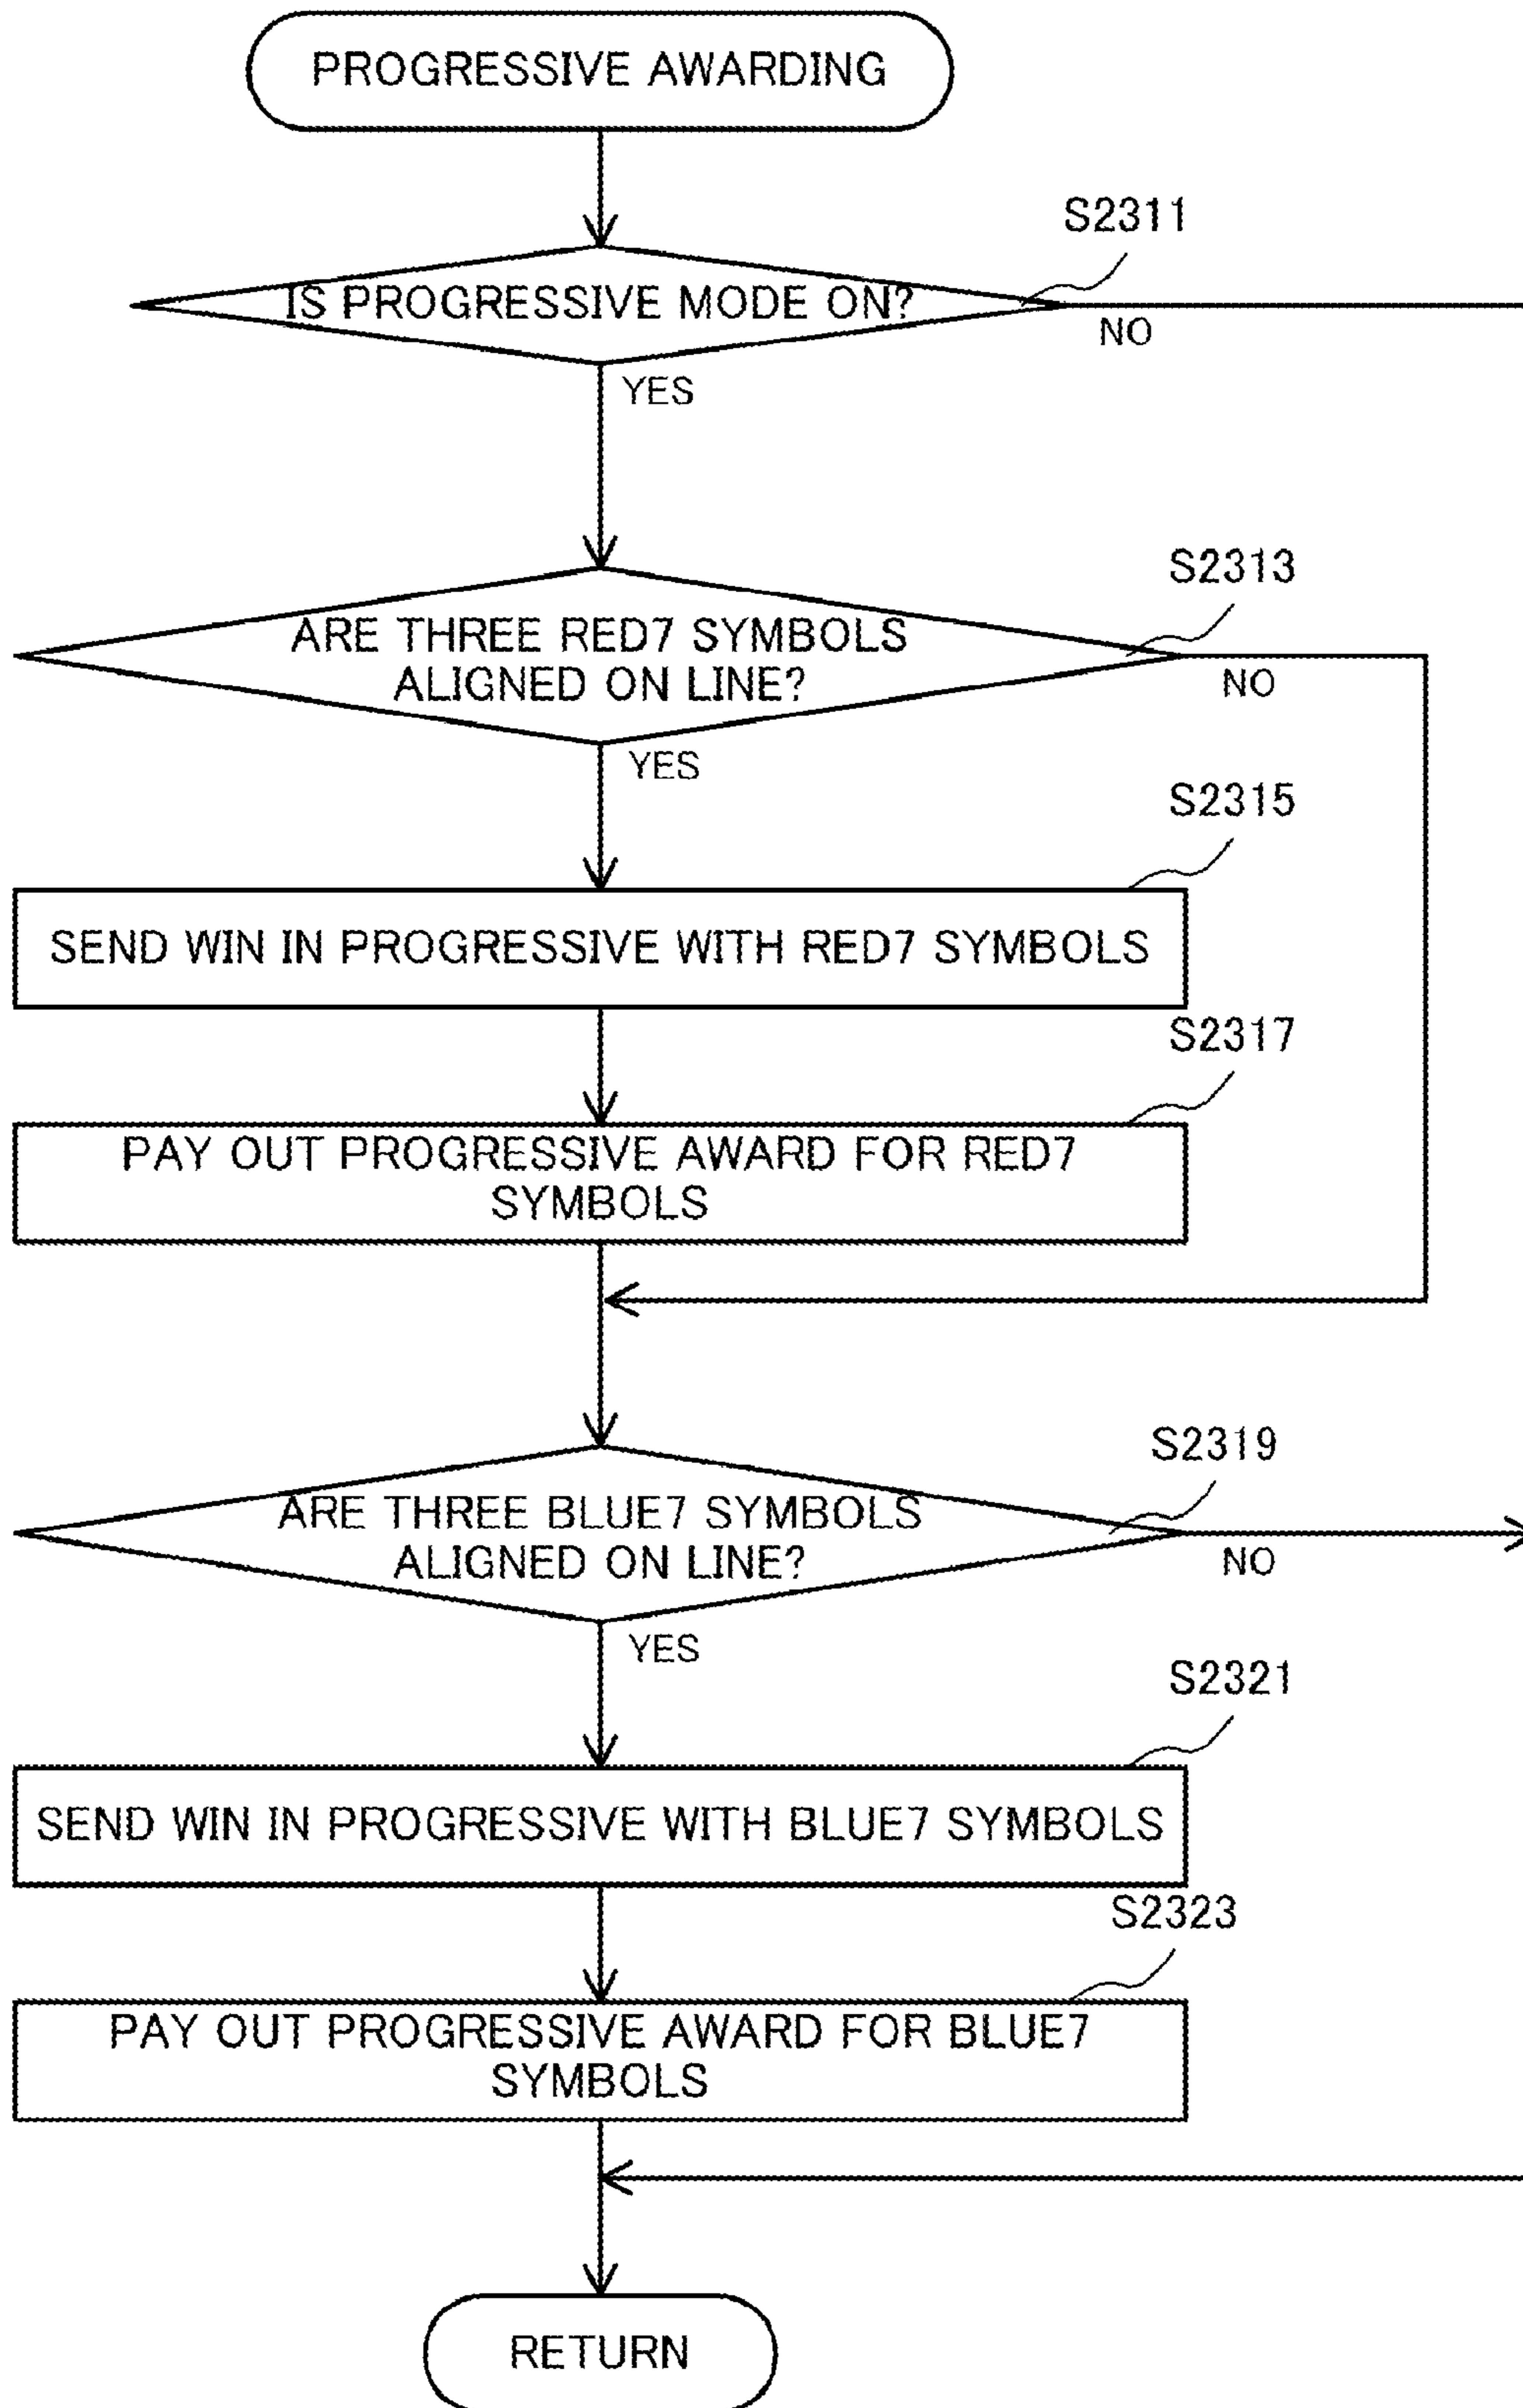 PROGRESSIVE AWARDING
S2311
IS PROGRESSIVE MODE ON?
NO
YES
S2313
ARE THREE RED7 SYMBOLS
ALIGNED ON LINE?
NO
YES
S2315
SEND WIN IN PROGRESSIVE WITH RED7 SYMBOLS
S2317
PAY OUT PROGRESSIVE AWARD FOR RED7
SYMBOLS
S2319
ARE THREE BLUE7 SYMBOLS
ALIGNED ON LINE?
NO
YES
S2321
SEND WIN IN PROGRESSIVE WITH BLUE7 SYMBOLS
S2323
PAY OUT PROGRESSIVE AWARD FOR BLUE7
SYMBOLS
RETURN